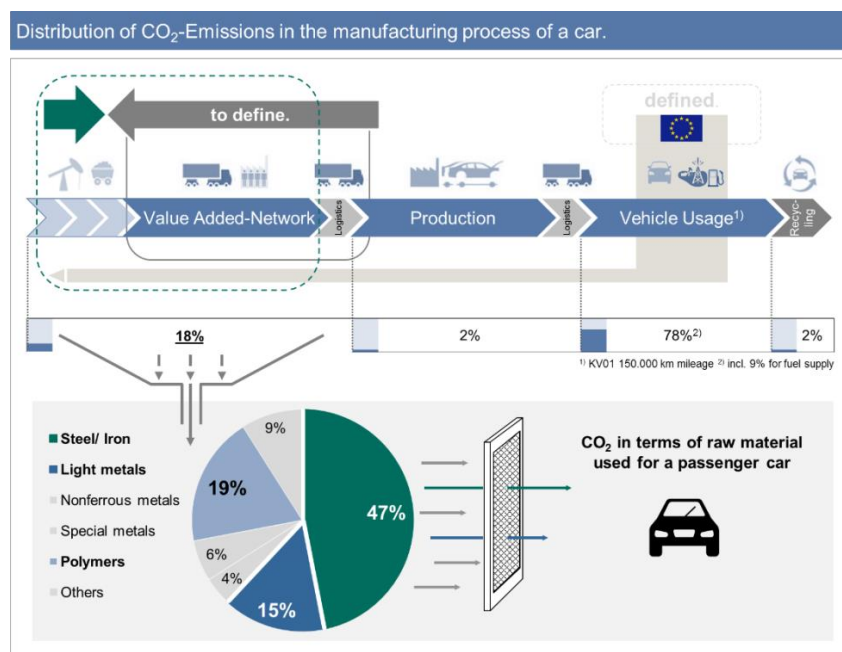 Distribution of CO₂-Emissions in the manufacturing process of a car.
to define.
defined.
Value Added-Network
Logistics
Production
Logistics
Vehicle Usage¹⁾
Recyc-
ling
18%
2%
78%²⁾
2%
¹⁾ KV01 150.000 km mileage ²⁾ incl. 9% for fuel supply
Steel/ Iron
Light metals
Nonferrous metals
Special metals
Polymers
Others
9%
19%
47%
6%
4%
15%
CO₂ in terms of raw material
used for a passenger car